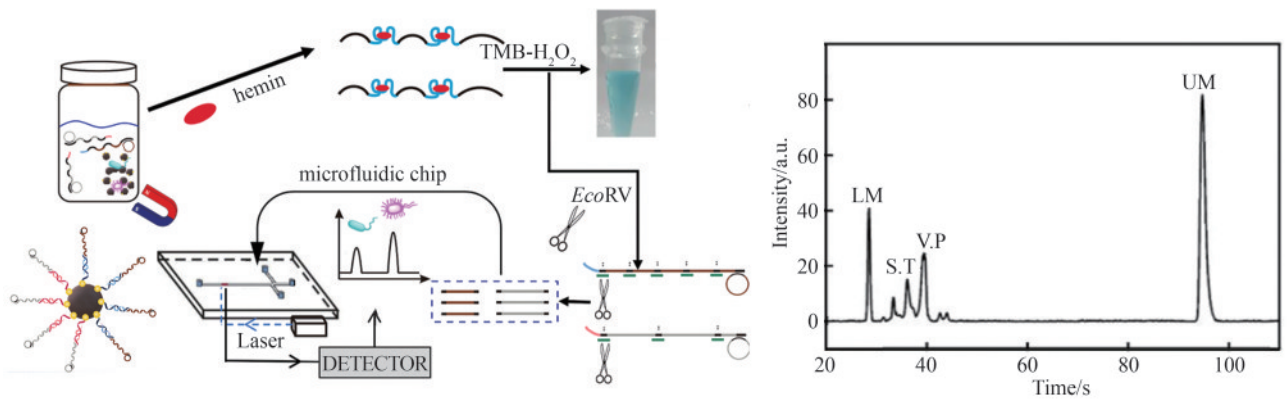 hemin
TMB-H₂O₂
microfluidic chip
EcoRV
Laser
DETECTOR
Intensity/a.u.
80
60
40
20
0
LM
S.T
V.P
UM
20
40
60
80
100
Time/s